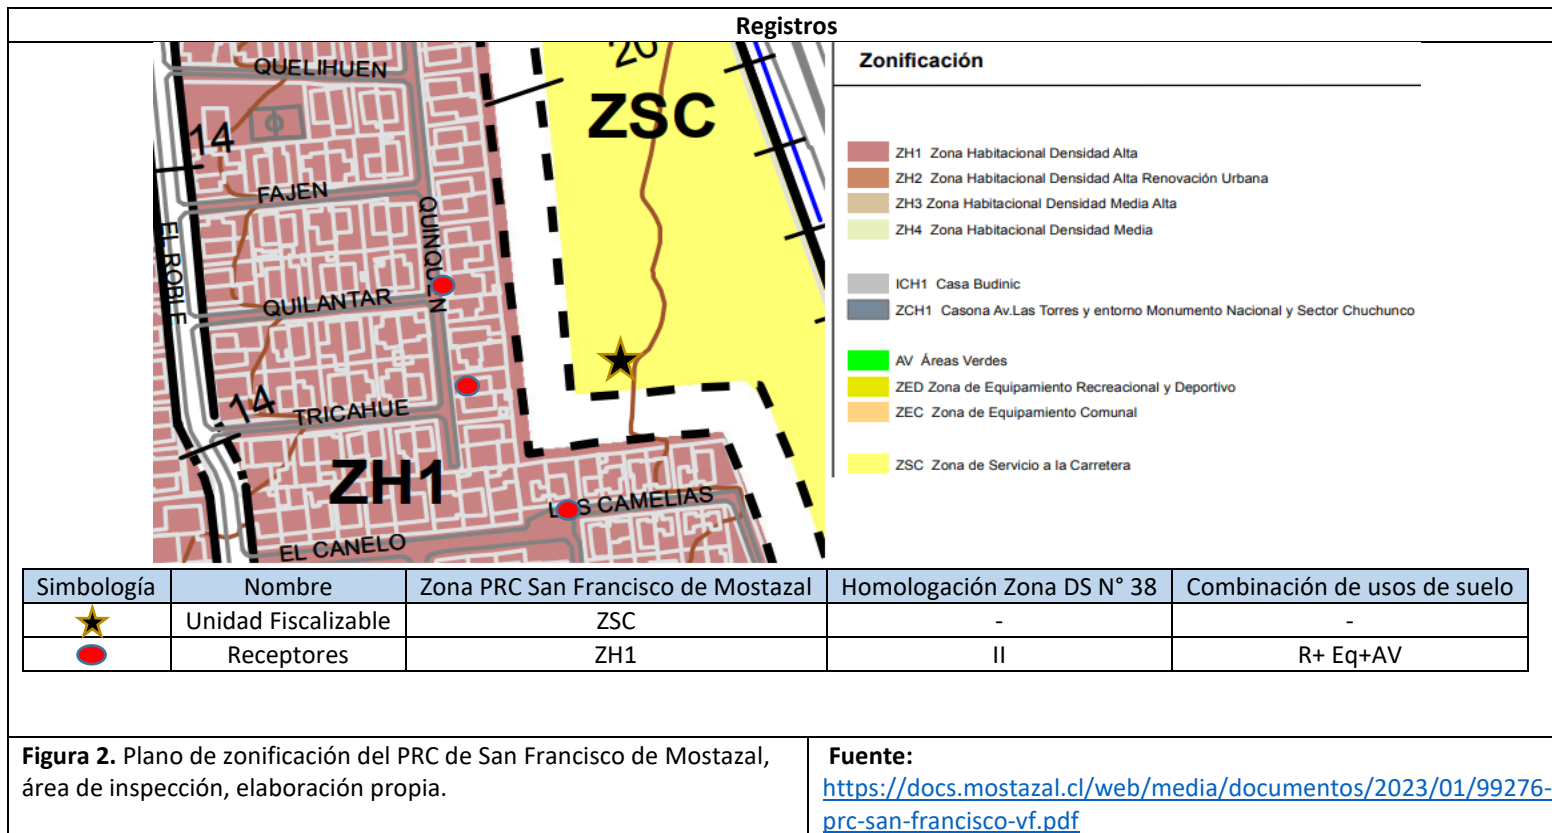 Registros
QUELIHUEN
20
ZSC
14
FAJEN
EL ROBLE
QUINQUEN
QUILANTAR
14
TRICAHUE
ZH1
CAMELIAS
EL CANELO
Zonificación
ZH1 Zona Habitacional Densidad Alta
ZH2 Zona Habitacional Densidad Alta Renovación Urbana
ZH3 Zona Habitacional Densidad Media Alta
ZH4 Zona Habitacional Densidad Media
ICH1 Casa Budinic
ZCH1 Casona Av.Las Torres y entorno Monumento Nacional y Sector Chuchunco
AV Áreas Verdes
ZED Zona de Equipamiento Recreacional y Deportivo
ZEC Zona de Equipamiento Comunal
ZSC Zona de Servicio a la Carretera
Simbología Nombre Zona PRC San Francisco de Mostazal Homologación Zona DS N° 38 Combinación de usos de suelo
Unidad Fiscalizable ZSC - -
Receptores ZH1 II R+ Eq+AV
Figura 2. Plano de zonificación del PRC de San Francisco de Mostazal,
área de inspección, elaboración propia.
Fuente:
https://docs.mostazal.cl/web/media/documentos/2023/01/99276-
prc-san-francisco-vf.pdf